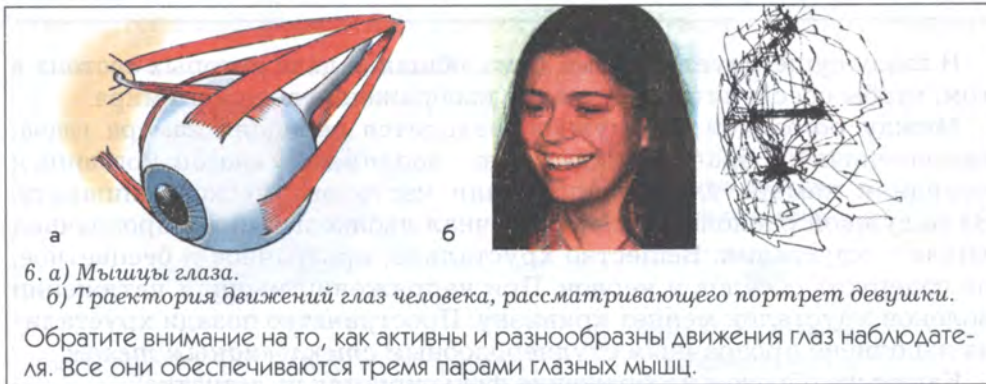 а
б
6. а) Мышцы глаза.
б) Траектория движений глаз человека, рассматривающего портрет девушки.
Обратите внимание на то, как активны и разнообразны движения глаз наблюдате-
ля. Все они обеспечиваются тремя парами глазных мышц.